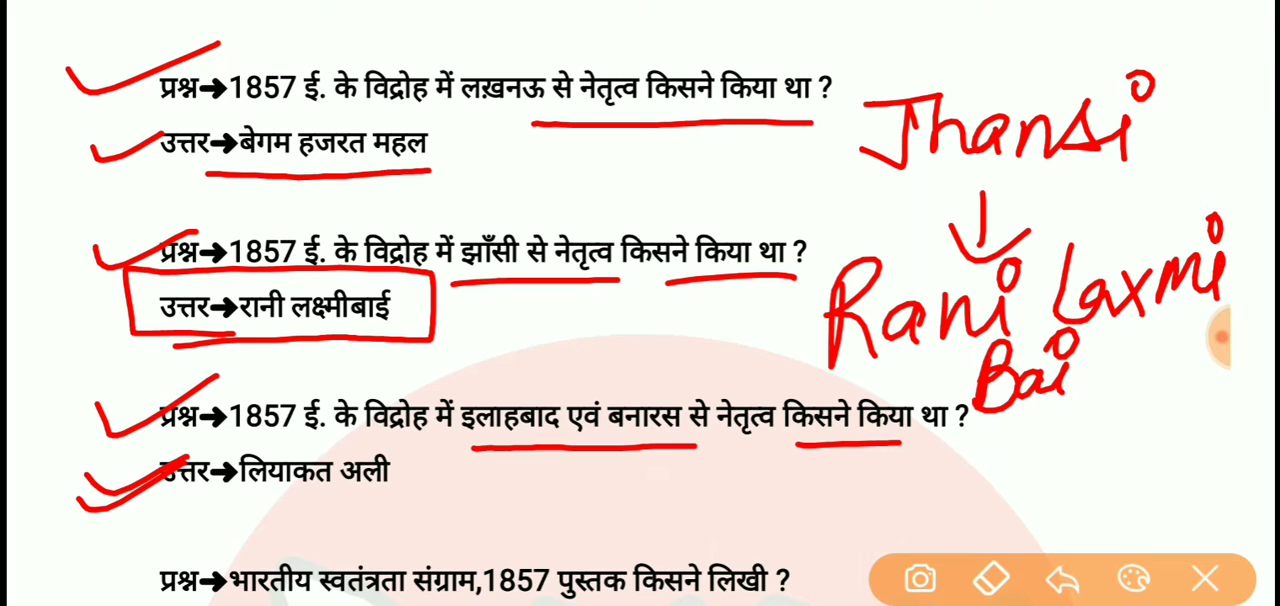 प्रश्न→1857 ई. के विद्रोह में लख़नऊ से नेतृत्व किसने किया था ?
उत्तर→बेगम हजरत महल
Jhansi
प्रश्न→1857 ई. के विद्रोह में झाँसी से नेतृत्व किसने किया था ?
उत्तर→रानी लक्ष्मीबाई
Rani Laxmi
Bai
प्रश्न→1857 ई. के विद्रोह में इलाहबाद एवं बनारस से नेतृत्व किसने किया था ?
उत्तर→लियाकत अली
प्रश्न→भारतीय स्वतंत्रता संग्राम,1857 पुस्तक किसने लिखी ?